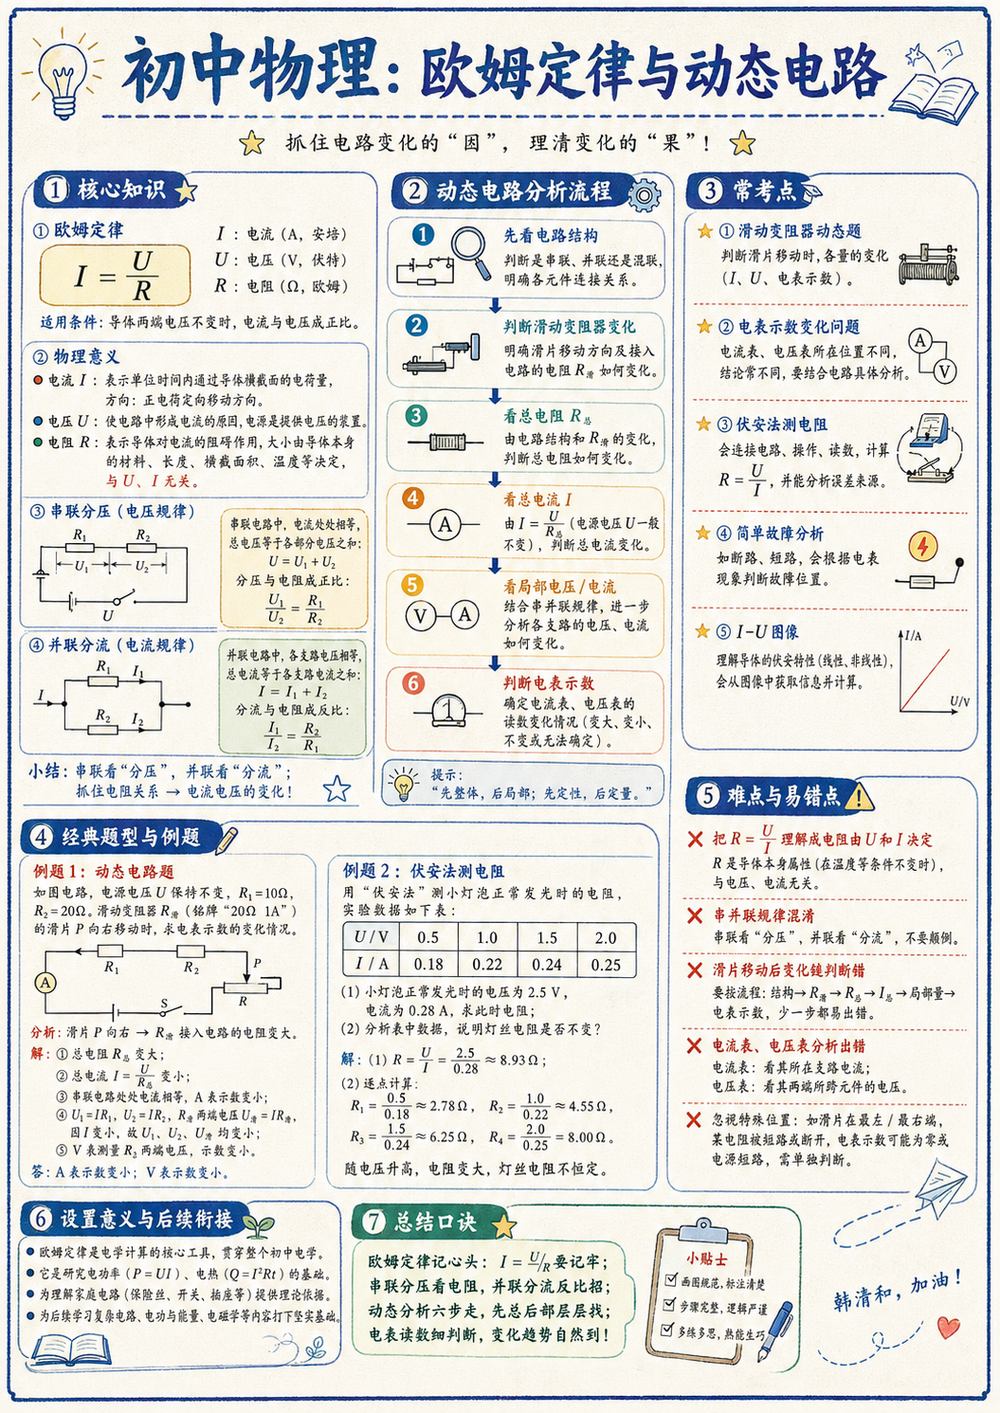 初中物理：欧姆定律与动态电路
抓住电路变化的“因”，理清变化的“果”！
1 核心知识
① 欧姆定律
I = U/R
I：电流（A，安培）
U：电压（V，伏特）
R：电阻（Ω，欧姆）
适用条件：导体两端电压不变时，电流与电压成正比。
② 物理意义
电流 I：表示单位时间内通过导体横截面的电荷量，
方向：正电荷定向移动方向。
电压 U：使电路中形成电流的原因，电源是提供电压的装置。
电阻 R：表示导体对电流的阻碍作用，大小由导体本身
的材料、长度、横截面积、温度等决定，
与 U、I 无关。
③ 串联分压（电压规律）
R₁ R₂
U₁ U₂
U
串联电路中，电流处处相等，
总电压等于各部分电压之和：
U = U₁ + U₂
分压与电阻成正比：
U₁/U₂ = R₁/R₂
④ 并联分流（电流规律）
R₁ I₁
I
R₂ I₂
并联电路中，各支路电压相等，
总电流等于各支路电流之和：
I = I₁ + I₂
分流与电阻成反比：
I₁/I₂ = R₂/R₁
小结：串联看“分压”，并联看“分流”；
抓住电阻关系 → 电流电压的变化！
2 动态电路分析流程
1 先看电路结构
判断是串联、并联还是混联，
明确各元件连接关系。
2 判断滑动变阻器变化
明确滑片移动方向及接入
电路的电阻 R滑 如何变化。
3 看总电阻 R总
由电路结构和 R滑 的变化，
判断总电阻如何变化。
4 看总电流 I
A
由 I = U/R总（电源电压 U 一般
不变），判断总电流变化。
5 看局部电压/电流
V A
结合串并联规律，进一步
分析各支路的电压、电流
如何变化。
6 判断电表示数
确定电流表、电压表的
读数变化情况（变大、变小、
不变或无法确定）。
提示：
“先整体，后局部；先定性，后定量。”
3 常考点
① 滑动变阻器动态题
判断滑片移动时，各量的变化
（I、U、电表示数）。
② 电表示数变化问题
电流表、电压表所在位置不同，
结论常不同，要结合电路具体分析。
A
V
③ 伏安法测电阻
会连接电路、操作、读数，计算
R = U/I，并能分析误差来源。
④ 简单故障分析
如断路、短路，会根据电表
现象判断故障位置。
⑤ I-U 图像
理解导体的伏安特性（线性、非线性），
会从图像中获取信息并计算。
I/A
U/V
4 经典题型与例题
例题 1：动态电路题
如图电路，电源电压 U 保持不变，R₁=10Ω，
R₂=20Ω。滑动变阻器 R滑（铭牌“20Ω 1A”）
的滑片 P 向右移动时，求电表示数的变化情况。
R₁ R₂ P
A
S R
分析：滑片 P 向右 → R滑 接入电路的电阻变大。
解：① 总电阻 R总 变大；
② 总电流 I = U/R总 变小；
③ 串联电路处处电流相等，A 表示数变小；
④ U₁=IR₁，U₂=IR₂，R滑 两端电压 U滑=IR滑，
因 I 变小，故 U₁、U₂、U滑 均变小；
⑤ V 表测量 R₂ 两端电压，示数变小。
答：A 表示数变小；V 表示数变小。
例题 2：伏安法测电阻
用“伏安法”测小灯泡正常发光时的电阻，
实验数据如下表：
U/V 0.5 1.0 1.5 2.0
I/A 0.18 0.22 0.24 0.25
(1) 小灯泡正常发光时的电压为 2.5 V，
电流为 0.28 A，求此时电阻；
(2) 分析表中数据，说明灯丝电阻是否不变？
解：(1) R = U/I = 2.5/0.28 ≈ 8.93 Ω；
(2) 逐点计算：
R₁ = 0.5/0.18 ≈ 2.78 Ω， R₂ = 1.0/0.22 ≈ 4.55 Ω，
R₃ = 1.5/0.24 ≈ 6.25 Ω， R₄ = 2.0/0.25 = 8.00 Ω。
随电压升高，电阻变大，灯丝电阻不恒定。
5 难点与易错点
把 R = U/I 理解成电阻由 U 和 I 决定
R 是导体本身属性（在温度等条件不变时），
与电压、电流无关。
串并联规律混淆
串联看“分压”，并联看“分流”，不要颠倒。
滑片移动后变化链判断错
要按流程：结构→R滑→R总→I总→局部量→
电表示数，少一步都易出错。
电流表、电压表分析出错
电流表：看其所在支路电流；
电压表：看其两端所跨元件的电压。
忽视特殊位置：如滑片在最左/最右端，
某电阻被短路或断开，电表示数可能为零或
电源短路，需单独判断。
6 设置意义与后续衔接
欧姆定律是电学计算的核心工具，贯穿整个初中电学。
它是研究电功率（P=UI）、电热（Q=I²Rt）的基础。
为理解家庭电路（保险丝、开关、插座等）提供理论依据。
为后续学习复杂电路、电功与能量、电磁学等内容打下坚实基础。
7 总结口诀
欧姆定律记心头：I = U/R 要记牢；
串联分压看电阻，并联分流反比招；
动态分析六步走，先总后部层层找；
电表读数细判断，变化趋势自然到！
小贴士
画图规范，标注清楚
步骤完整，逻辑严谨
多练多思，熟能生巧
韩清和，加油！